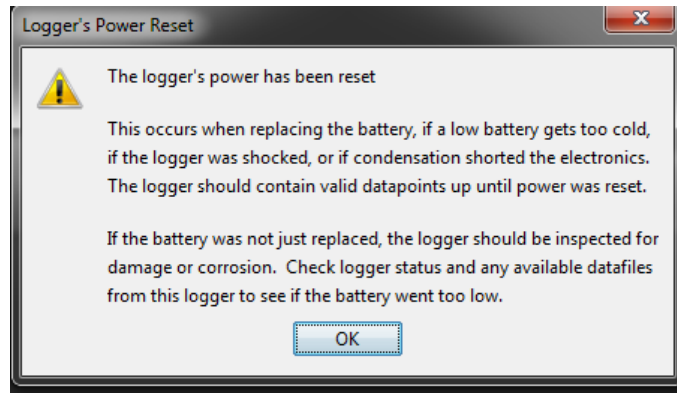 Logger's Power Reset
The logger's power has been reset
This occurs when replacing the battery, if a low battery gets too cold,
if the logger was shocked, or if condensation shorted the electronics.
The logger should contain valid datapoints up until power was reset.
If the battery was not just replaced, the logger should be inspected for
damage or corrosion.  Check logger status and any available datafiles
from this logger to see if the battery went too low.
OK